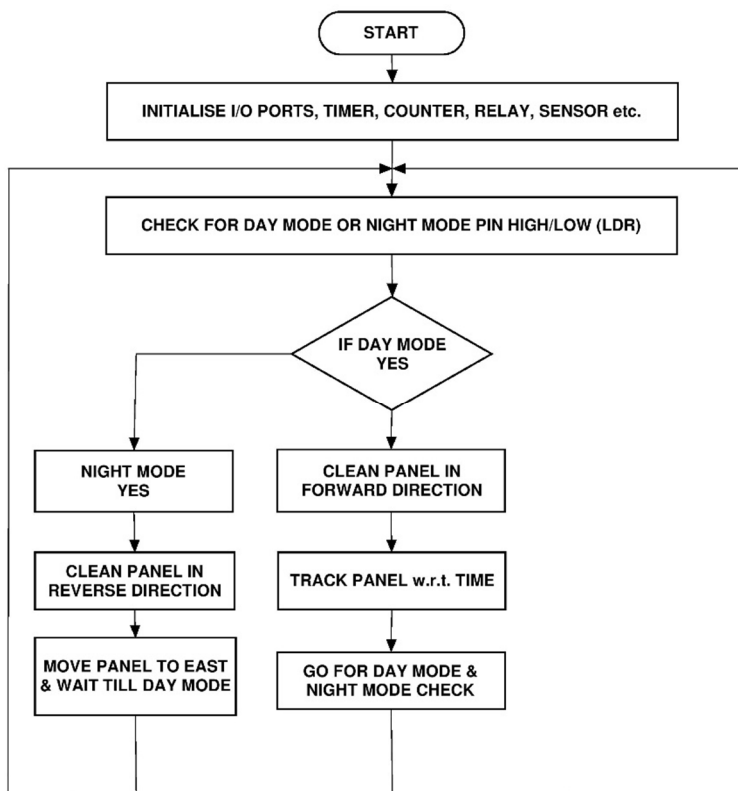 START
INITIALISE I/O PORTS, TIMER, COUNTER, RELAY, SENSOR etc.
CHECK FOR DAY MODE OR NIGHT MODE PIN HIGH/LOW (LDR)
IF DAY MODE
YES
NIGHT MODE
YES
CLEAN PANEL IN
REVERSE DIRECTION
MOVE PANEL TO EAST
& WAIT TILL DAY MODE
CLEAN PANEL IN
FORWARD DIRECTION
TRACK PANEL w.r.t. TIME
GO FOR DAY MODE &
NIGHT MODE CHECK